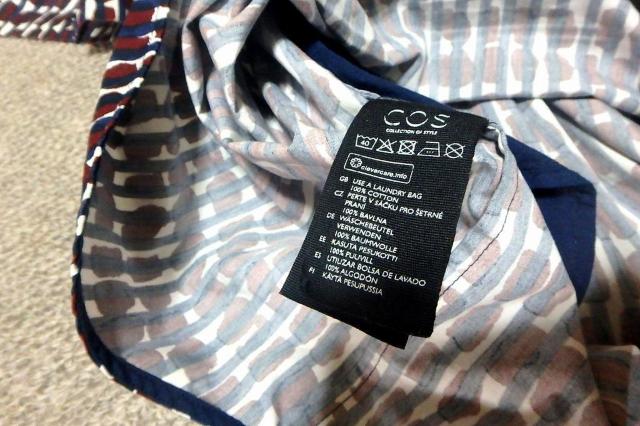 COS
COLLECTION OF STYLE
40
clevercare.info
GB USE A LAUNDRY BAG
100% COTTON
CZ PERTE V SÁČKU PRO ŠETRNÉ
PRANÍ
100% BAVLNA
DE WÄSCHEBEUTEL
VERWENDEN
100% BAUMWOLLE
EE KASUTA PESUKOTTI
100% PUUVILL
ES UTILIZAR BOLSA DE LAVADO
100% ALGODÓN
FI KÄYTÄ PESUPUSSIA